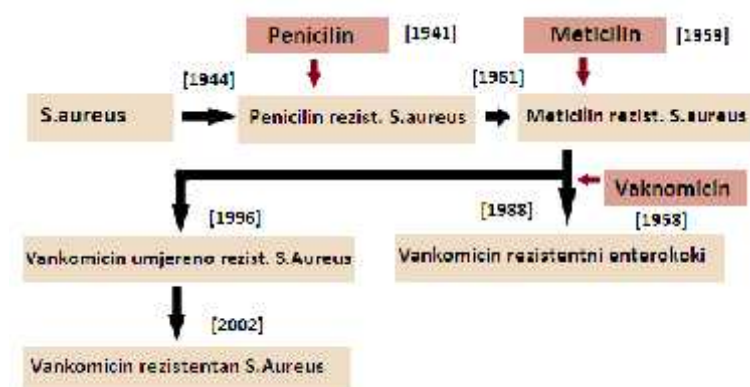 Penicilin [1941] Meticilin [1959]
[1944] [1961]
S.aureus Penicilin rezist. S.aureus Meticilin rezist. S.aureus
Vaknomicin
[1996] [1988] [1958]
Vankomicin umjereno rezist. S.Aureus Vankomicin rezistentni enterokoki
[2002]
Vankomicin rezistentan S.Aureus